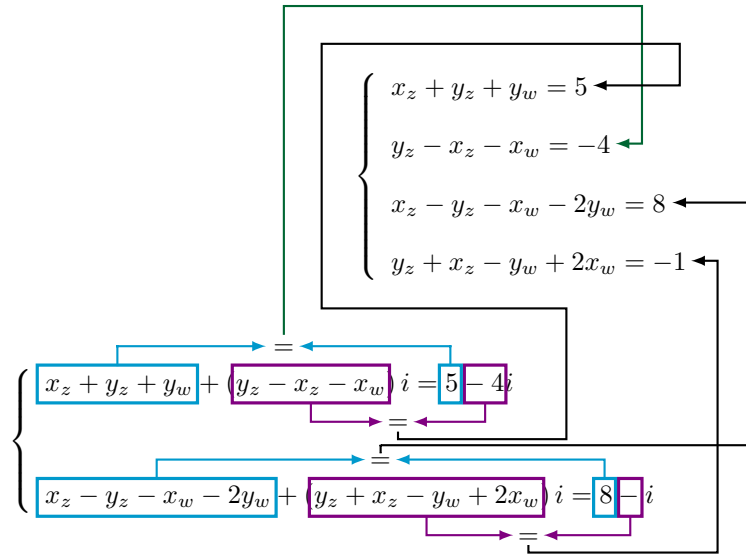 x_z + y_z + y_w = 5
y_z − x_z − x_w = −4
x_z − y_z − x_w − 2y_w = 8
y_z + x_z − y_w + 2x_w = −1
=
x_z + y_z + y_w + (y_z − x_z − x_w) i = 5 − 4i
=
=
x_z − y_z − x_w − 2y_w + (y_z + x_z − y_w + 2x_w) i = 8 − i
=